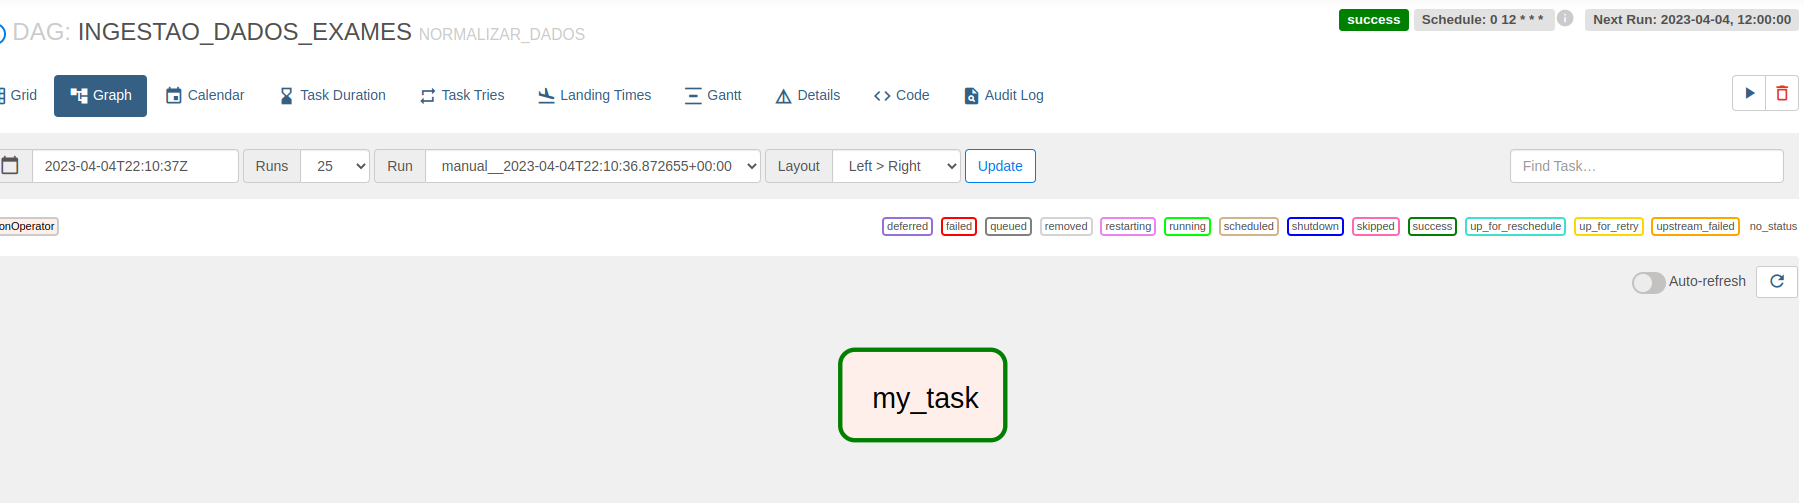 DAG: INGESTAO_DADOS_EXAMES NORMALIZAR_DADOS
success Schedule: 0 12 * * * Next Run: 2023-04-04, 12:00:00
Grid Graph Calendar Task Duration Task Tries Landing Times Gantt Details Code Audit Log
2023-04-04T22:10:37Z Runs 25 Run manual__2023-04-04T22:10:36.872655+00:00 Layout Left > Right Update Find Task…
onOperator deferred failed queued removed restarting running scheduled shutdown skipped success up_for_reschedule up_for_retry upstream_failed no_status
Auto-refresh
my_task